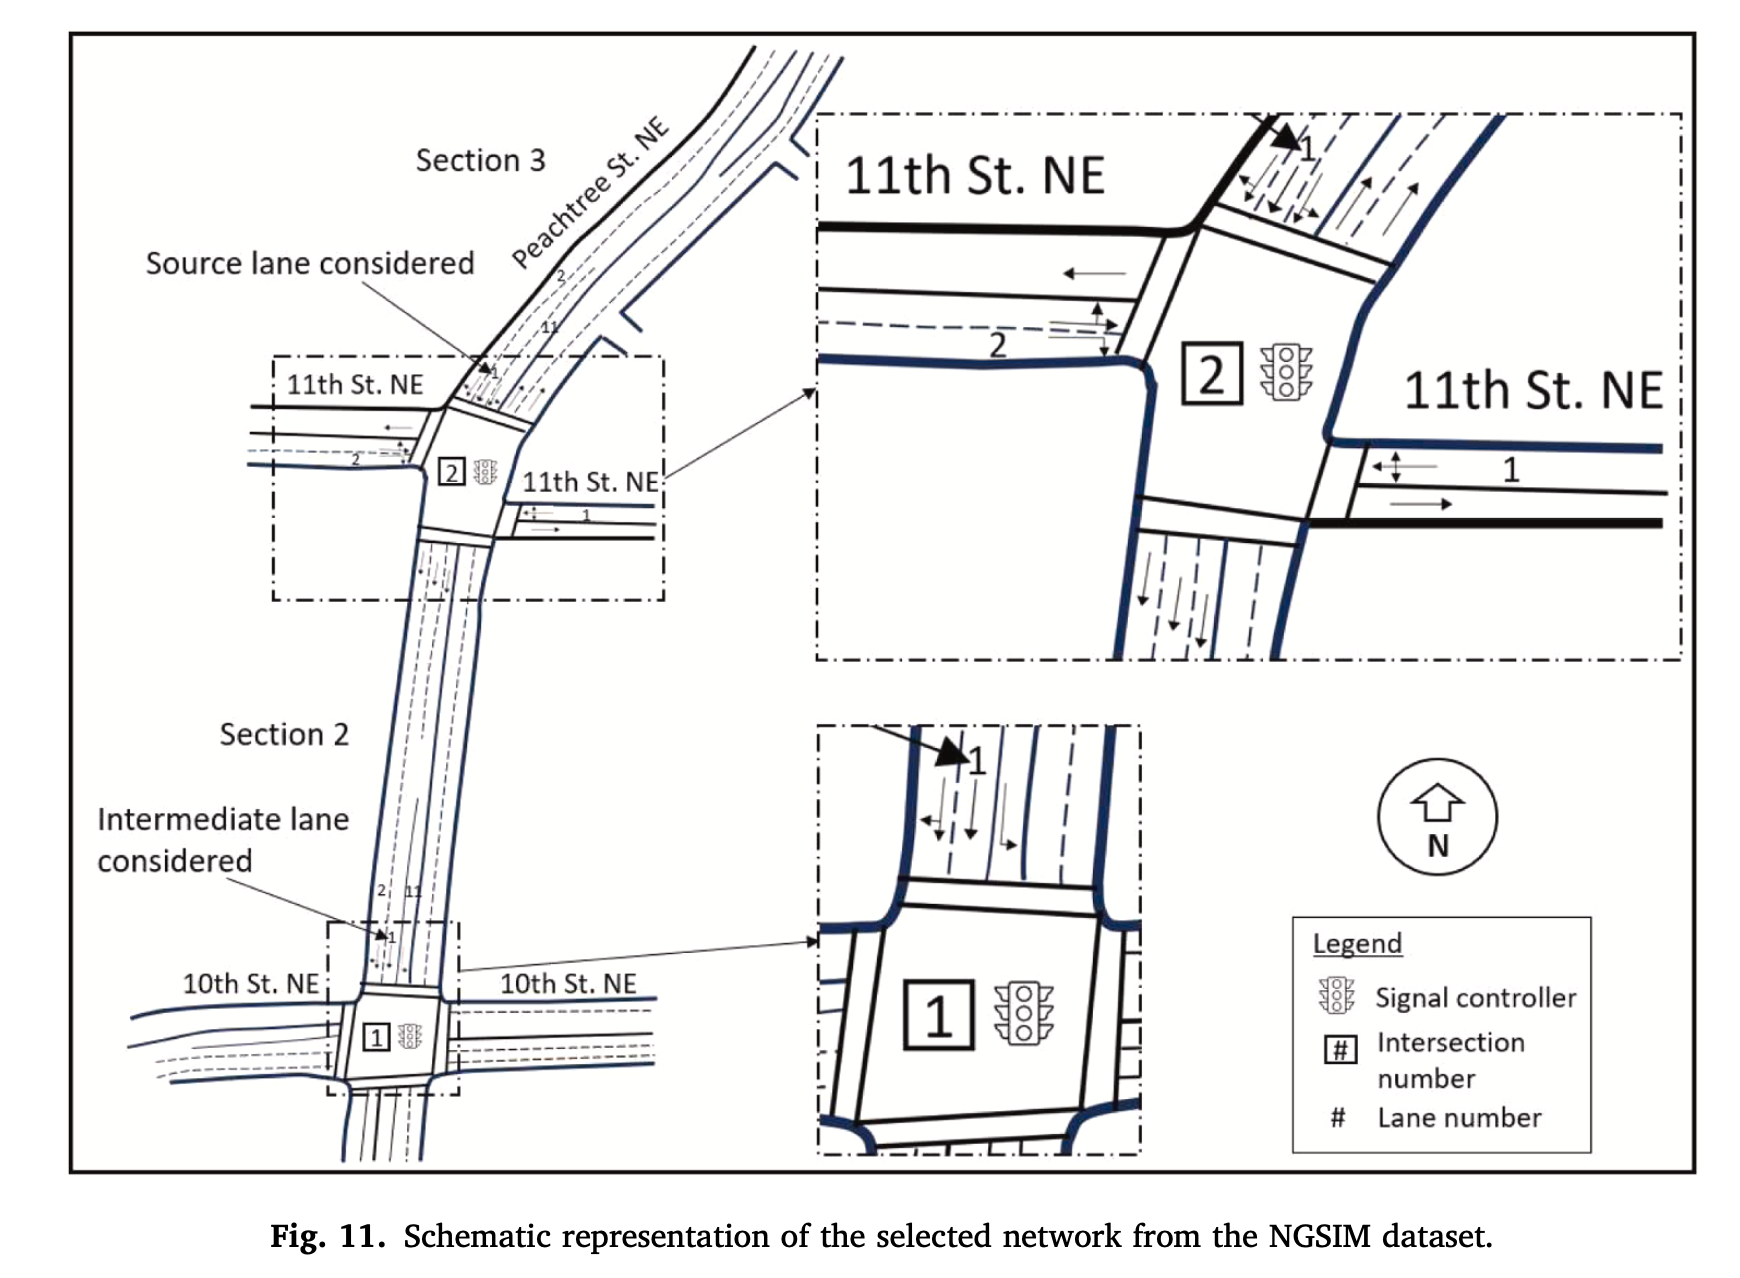 Section 3
Peachtree St. NE
Source lane considered
2
11
1
11th St. NE
2
2
11th St. NE
1
11th St. NE
1
2
2
11th St. NE
1
Section 2
Intermediate lane
considered
2
11
1
10th St. NE
10th St. NE
1
1
1
N
Legend
Signal controller
# Intersection
number
# Lane number
Fig. 11. Schematic representation of the selected network from the NGSIM dataset.